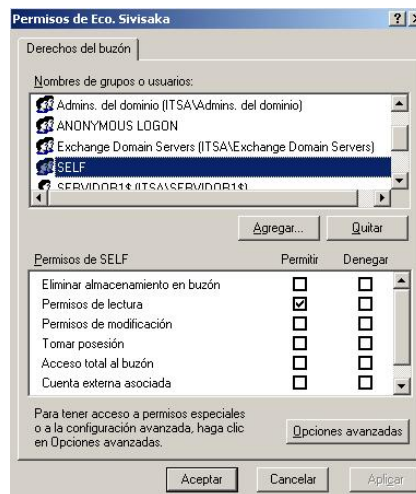 Permisos de Eco. Sivisaka
Derechos del buzón
Nombres de grupos o usuarios:
Admins. del dominio (ITSA\Admins. del dominio)
ANONYMOUS LOGON
Exchange Domain Servers (ITSA\Exchange Domain Servers)
SELF
SERVIDOR1$ (ITSA\SERVIDOR1$)
Agregar... Quitar
Permisos de SELF Permitir Denegar
Eliminar almacenamiento en buzón
Permisos de lectura
Permisos de modificación
Tomar posesión
Acceso total al buzón
Cuenta externa asociada
Para tener acceso a permisos especiales
o a la configuración avanzada, haga clic
en Opciones avanzadas.
Opciones avanzadas
Aceptar Cancelar Aplicar